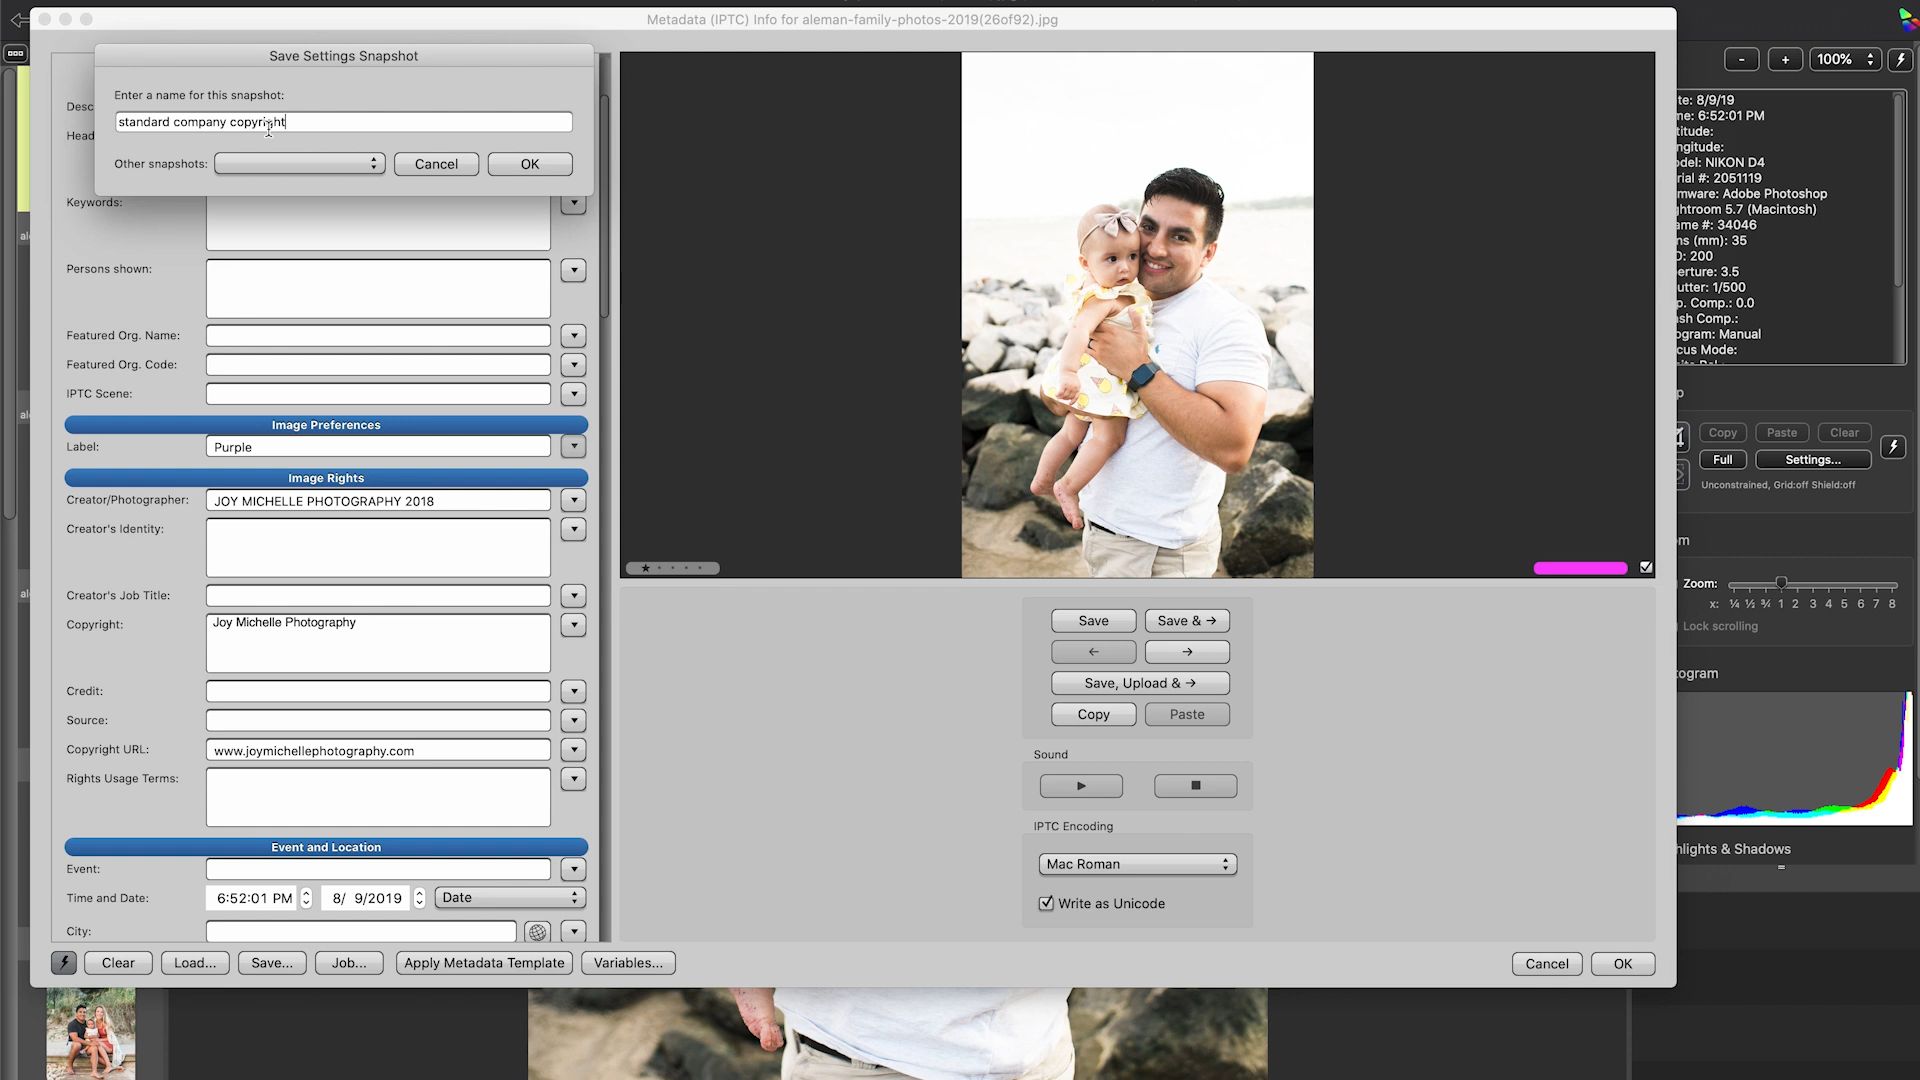 Metadata (IPTC) Info for aleman-family-photos-2019(26of92).jpg
Save Settings Snapshot
Enter a name for this snapshot:
standard company copyright
Other snapshots:
Cancel
OK
Desc
Head
Keywords:
Persons shown:
Featured Org. Name:
Featured Org. Code:
IPTC Scene:
Image Preferences
Label: Purple
Image Rights
Creator/Photographer: JOY MICHELLE PHOTOGRAPHY 2018
Creator's Identity:
Creator's Job Title:
Copyright: Joy Michelle Photography
Credit:
Source:
Copyright URL: www.joymichellephotography.com
Rights Usage Terms:
Event and Location
Event:
Time and Date: 6:52:01 PM 8/ 9/2019 Date
City:
Clear Load... Save... Job... Apply Metadata Template Variables...
Save Save & →
← →
Save, Upload & →
Copy Paste
Sound
IPTC Encoding
Mac Roman
Write as Unicode
Cancel OK
- + 100%
te: 8/9/19
ne: 6:52:01 PM
titude:
ngitude:
odel: NIKON D4
rial #: 2051119
mware: Adobe Photoshop
ghtroom 5.7 (Macintosh)
ame #: 34046
ns (mm): 35
O: 200
erture: 3.5
utter: 1/500
p. Comp.: 0.0
sh Comp.:
ogram: Manual
cus Mode:
Copy Paste Clear
Full Settings...
Unconstrained, Grid:off Shield:off
om
Zoom:
x: ¼ ½ ¾ 1 2 3 4 5 6 7 8
Lock scrolling
ogram
hlights & Shadows